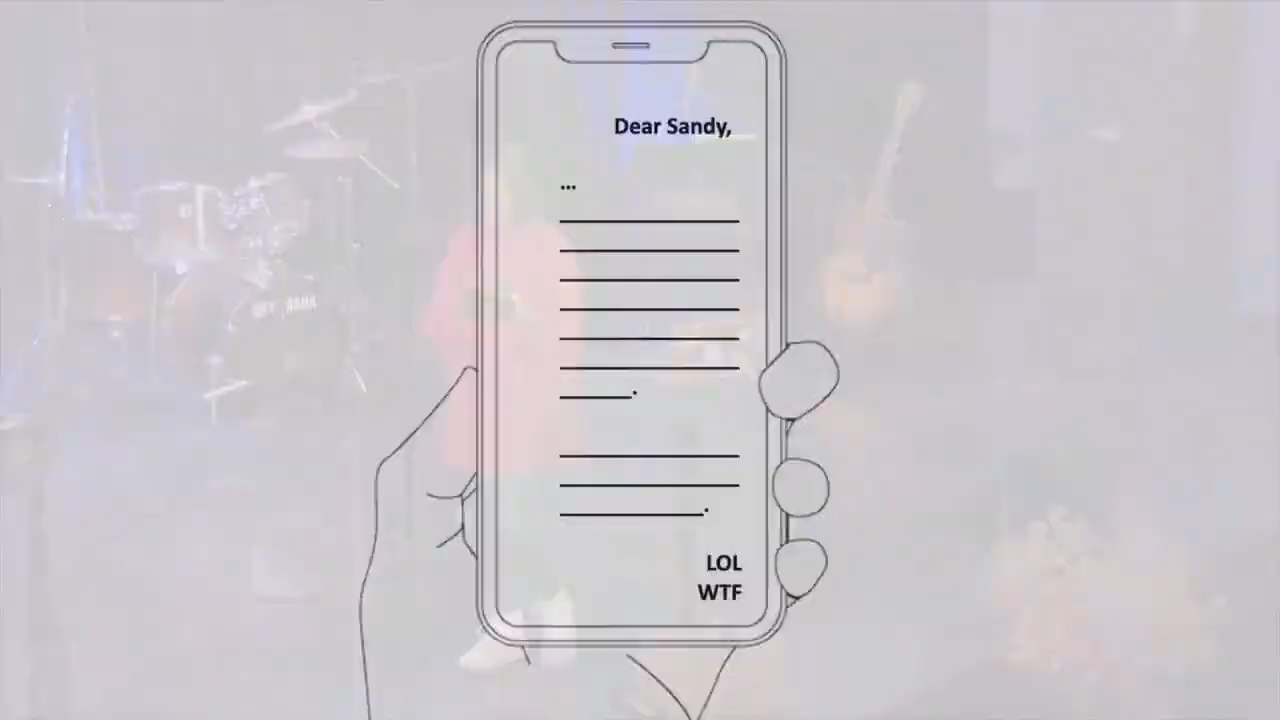 Dear Sandy,
...
.
.
LOL
WTF